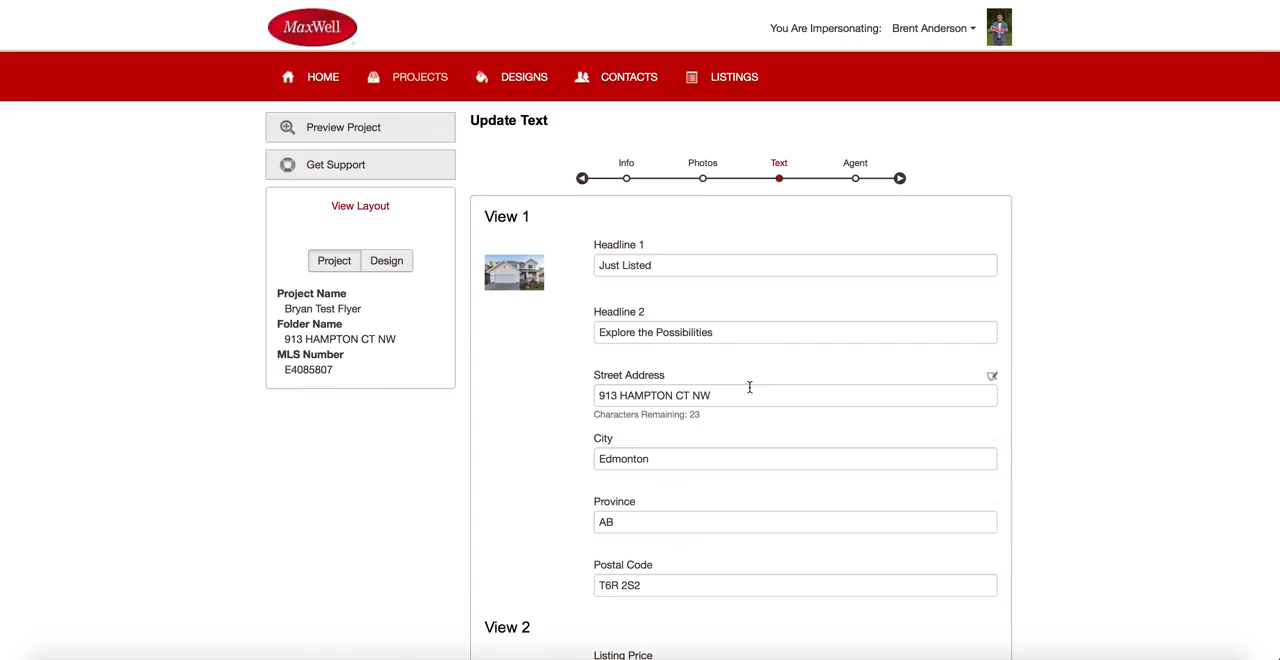 MaxWell
You Are Impersonating: Brent Anderson
HOME PROJECTS DESIGNS CONTACTS LISTINGS
Preview Project
Get Support
View Layout
Project Design
Project Name
Bryan Test Flyer
Folder Name
913 HAMPTON CT NW
MLS Number
E4085807
Update Text
Info Photos Text Agent
View 1
Headline 1
Just Listed
Headline 2
Explore the Possibilities
Street Address
913 HAMPTON CT NW
Characters Remaining: 23
City
Edmonton
Province
AB
Postal Code
T6R 2S2
View 2
Listing Price